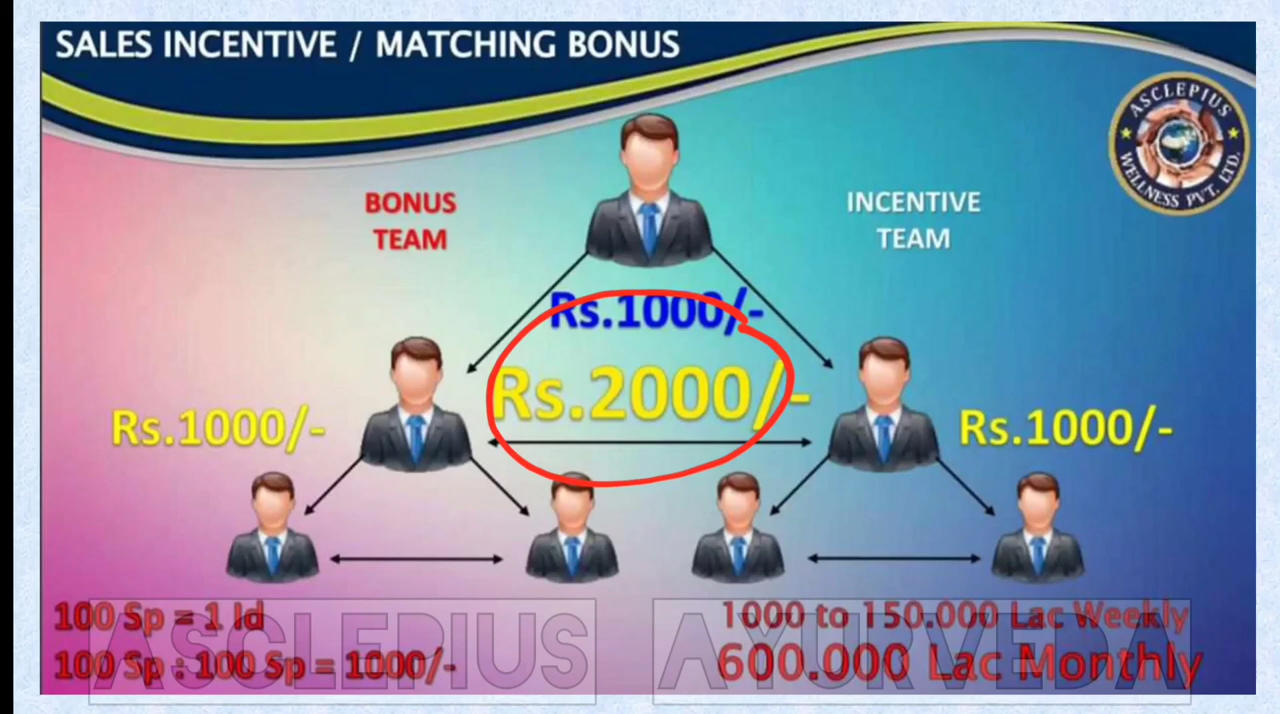 SALES INCENTIVE / MATCHING BONUS
ASCLEPIUS
WELLNESS PVT. LTD.
BONUS
TEAM
INCENTIVE
TEAM
Rs.1000/-
Rs.2000/-
Rs.1000/-
Rs.1000/-
100 Sp = 1 Id
100 Sp : 100 Sp = 1000/-
1000 to 150.000 Lac Weekly
600.000 Lac Monthly
ASCLEPIUS AYURVEDA